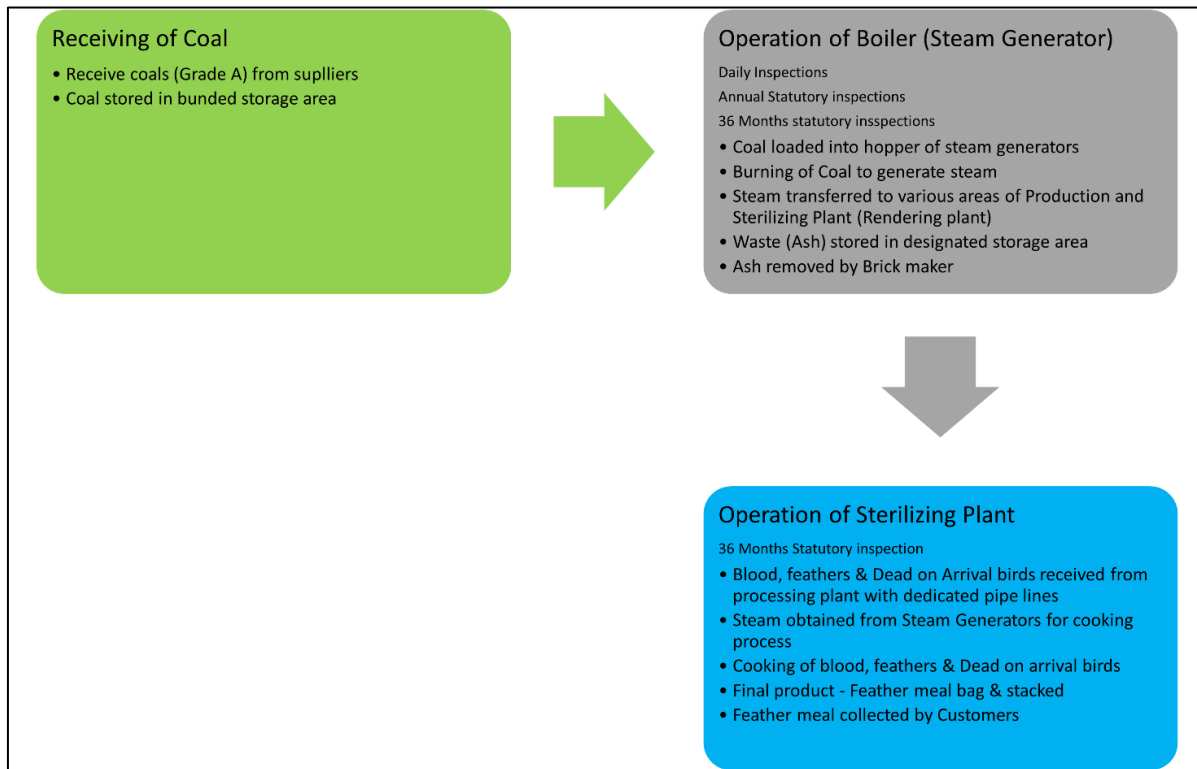 Receiving of Coal
• Receive coals (Grade A) from suplliers
• Coal stored in bunded storage area
Operation of Boiler (Steam Generator)
Daily Inspections
Annual Statutory inspections
36 Months statutory insspections
• Coal loaded into hopper of steam generators
• Burning of Coal to generate steam
• Steam transferred to various areas of Production and
Sterilizing Plant (Rendering plant)
• Waste (Ash) stored in designated storage area
• Ash removed by Brick maker
Operation of Sterilizing Plant
36 Months Statutory inspection
• Blood, feathers & Dead on Arrival birds received from
processing plant with dedicated pipe lines
• Steam obtained from Steam Generators for cooking
process
• Cooking of blood, feathers & Dead on arrival birds
• Final product - Feather meal bag & stacked
• Feather meal collected by Customers